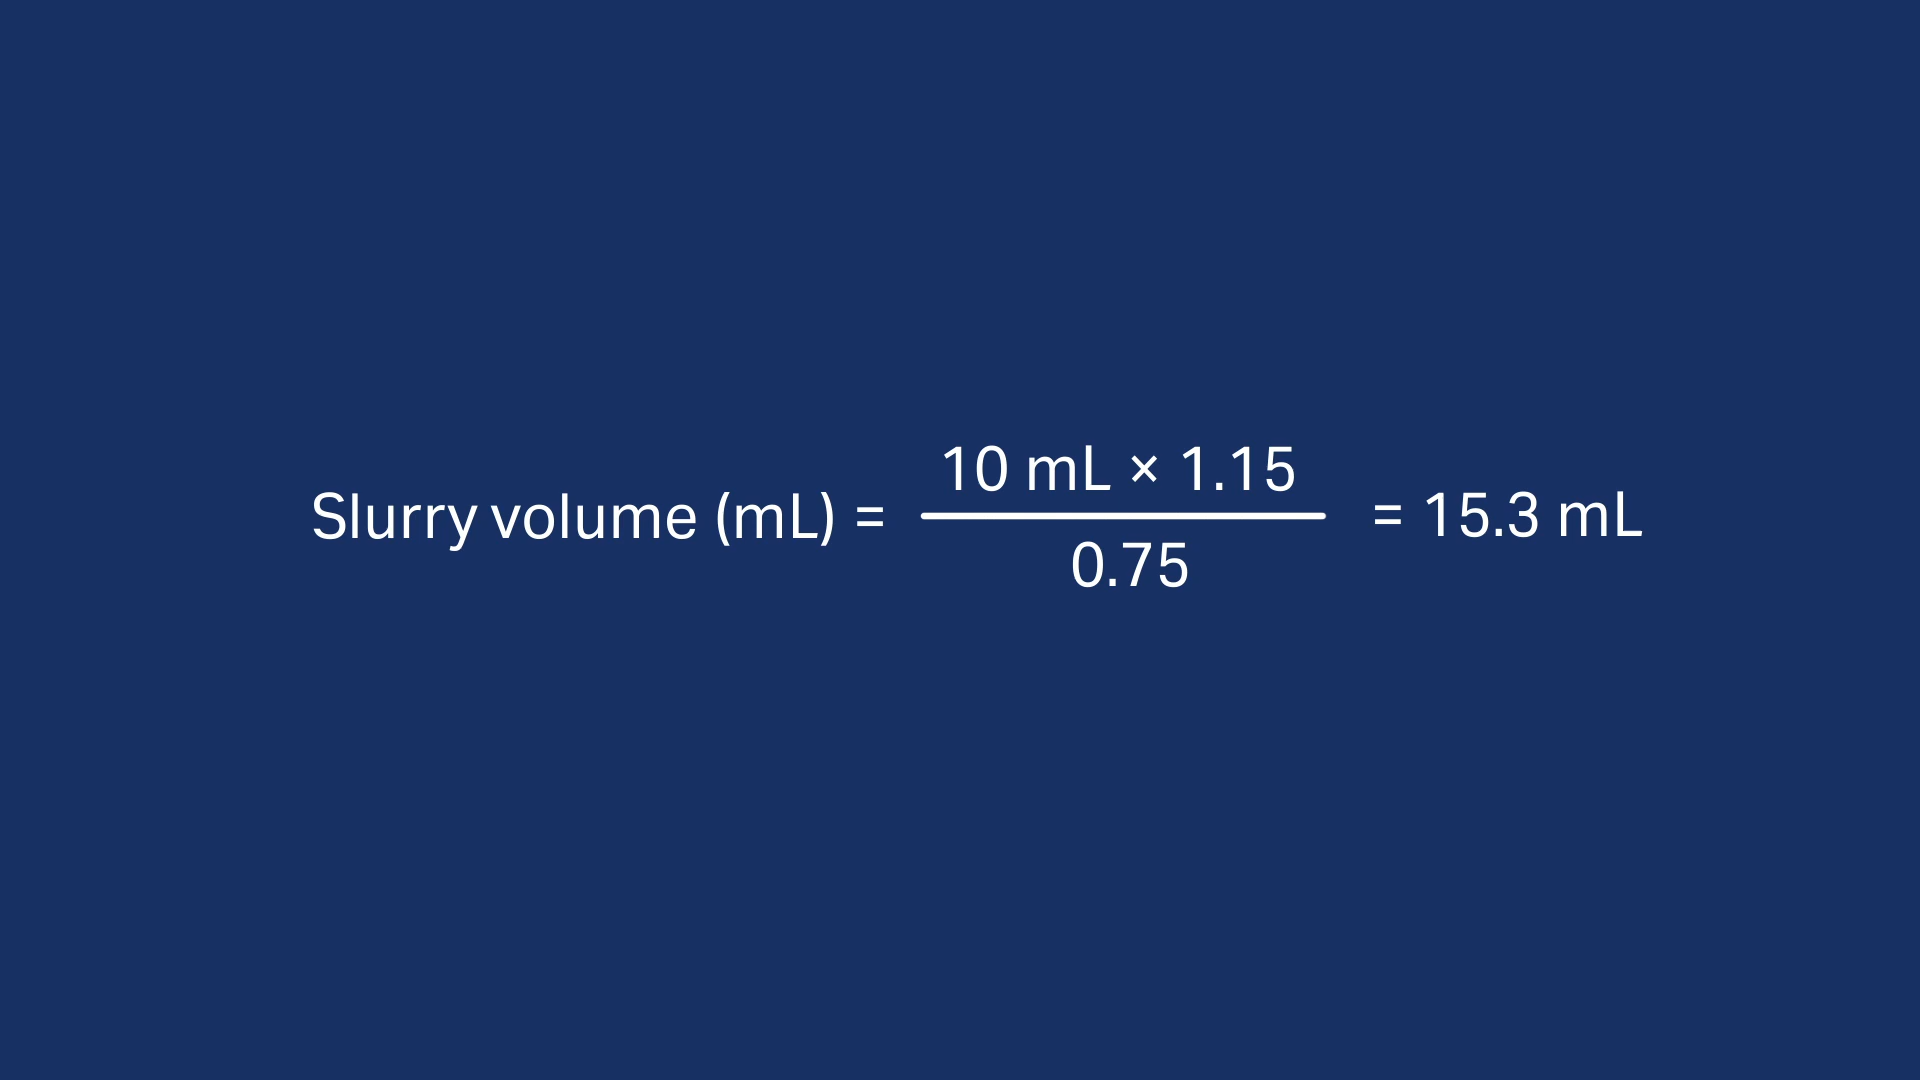 Slurry volume (mL) = 10 mL × 1.15 / 0.75 = 15.3 mL